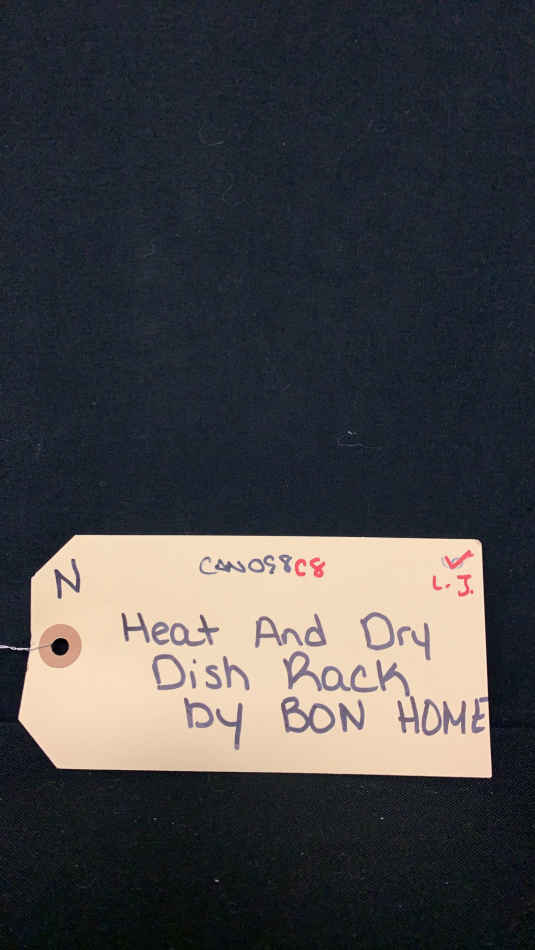 N
CAN098C8
L.J.
Heat And Dry
Dish Rack
by BON HOME